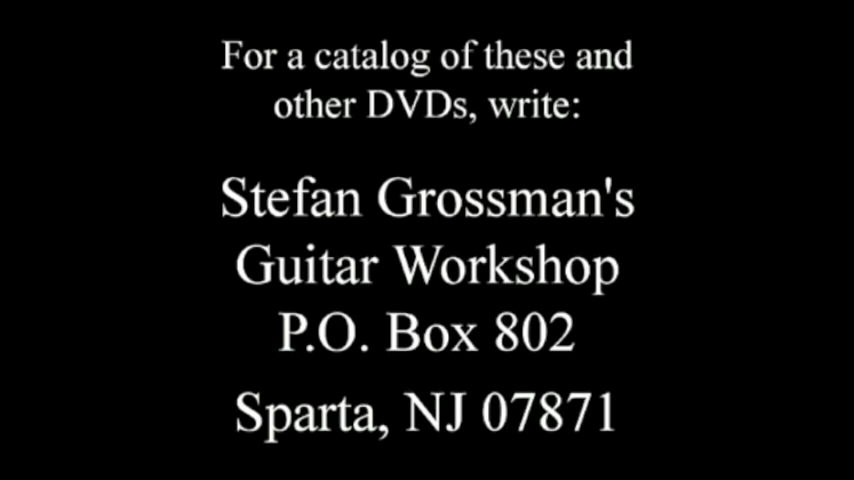 For a catalog of these and
other DVDs, write:
Stefan Grossman's
Guitar Workshop
P.O. Box 802
Sparta, NJ 07871